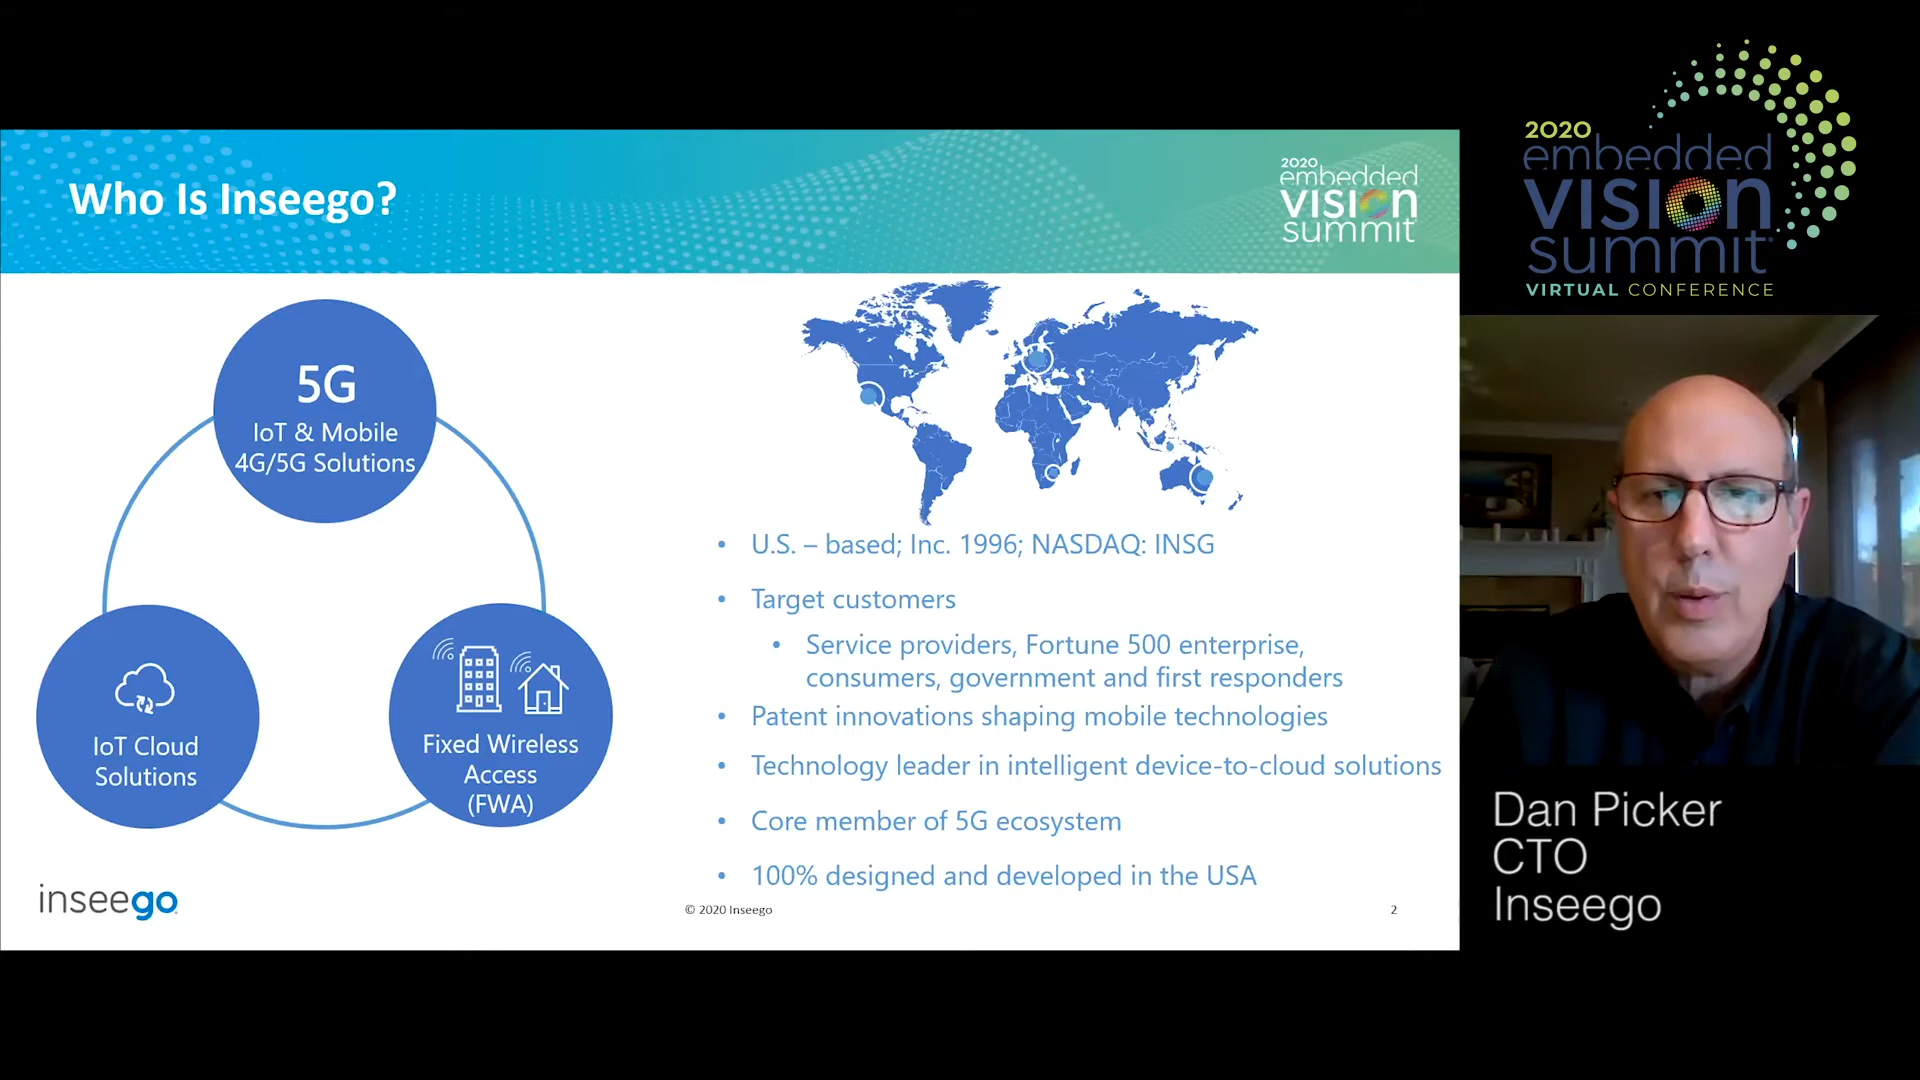 Who Is Inseego?
2020
embedded
vision
summit
5G
IoT & Mobile
4G/5G Solutions
IoT Cloud
Solutions
Fixed Wireless
Access
(FWA)
• U.S. – based; Inc. 1996; NASDAQ: INSG
• Target customers
• Service providers, Fortune 500 enterprise,
consumers, government and first responders
• Patent innovations shaping mobile technologies
• Technology leader in intelligent device-to-cloud solutions
• Core member of 5G ecosystem
• 100% designed and developed in the USA
inseego
© 2020 Inseego
2
2020
embedded
vision
summit
VIRTUAL CONFERENCE
Dan Picker
CTO
Inseego